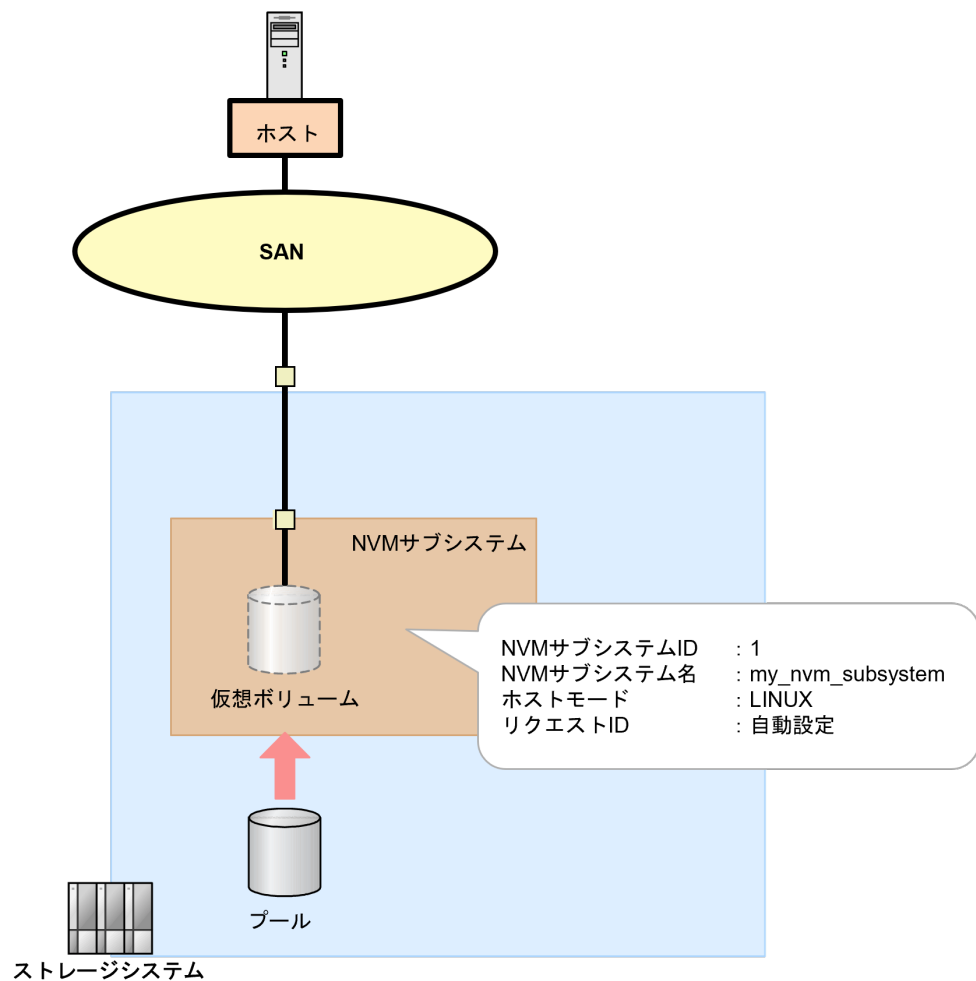 ホスト
SAN
NVMサブシステム
NVMサブシステムID : 1
NVMサブシステム名 : my_nvm_subsystem
ホストモード : LINUX
リクエストID : 自動設定
仮想ボリューム
プール
ストレージシステム